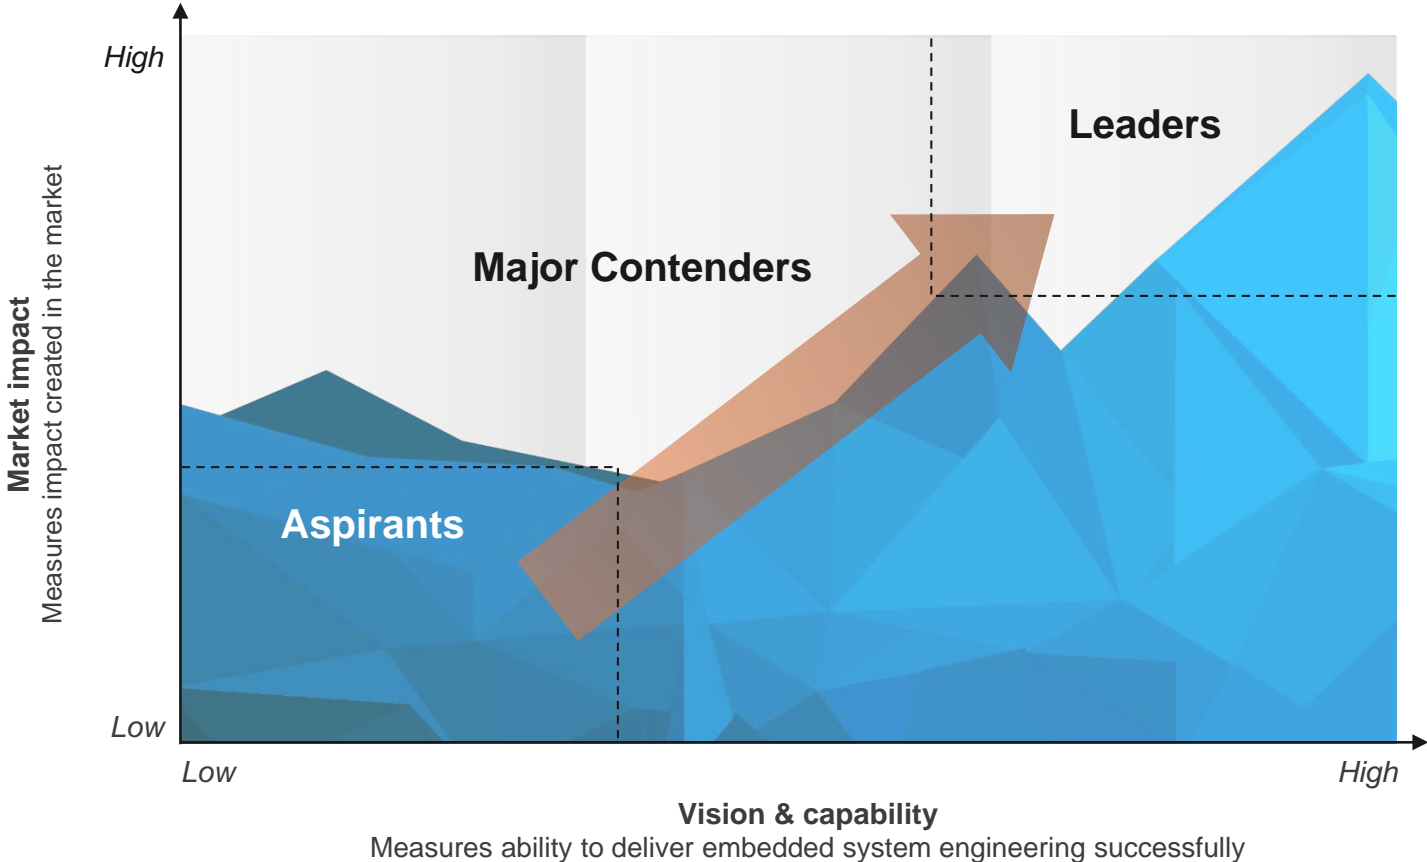 High
Leaders
Major Contenders
Market impact
Measures impact created in the market
Aspirants
Low
Low
High
Vision & capability
Measures ability to deliver embedded system engineering successfully